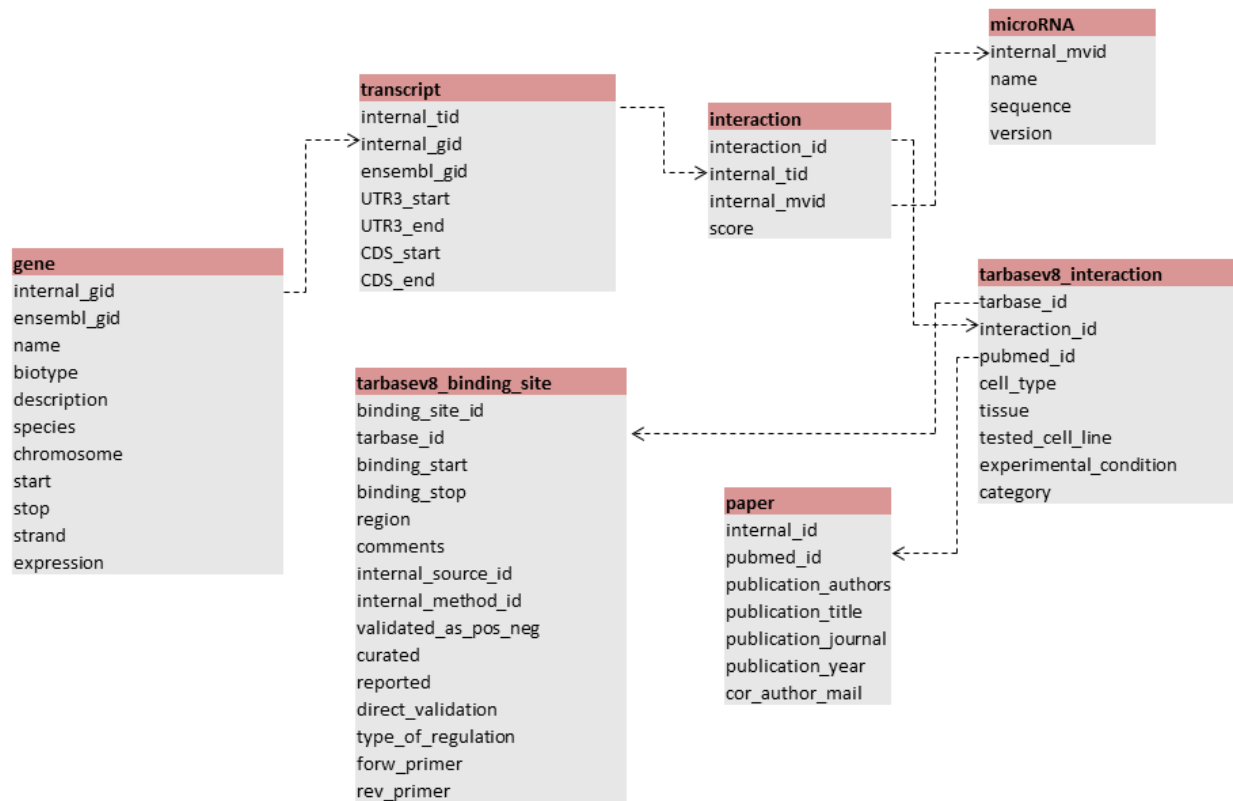 microRNA
internal_mvid
name
sequence
version
transcript
internal_tid
internal_gid
ensembl_gid
UTR3_start
UTR3_end
CDS_start
CDS_end
interaction
interaction_id
internal_tid
internal_mvid
score
gene
internal_gid
ensembl_gid
name
biotype
description
species
chromosome
start
stop
strand
expression
tarbasev8_interaction
tarbase_id
interaction_id
pubmed_id
cell_type
tissue
tested_cell_line
experimental_condition
category
tarbasev8_binding_site
binding_site_id
tarbase_id
binding_start
binding_stop
region
comments
internal_source_id
internal_method_id
validated_as_pos_neg
curated
reported
direct_validation
type_of_regulation
forw_primer
rev_primer
paper
internal_id
pubmed_id
publication_authors
publication_title
publication_journal
publication_year
cor_author_mail